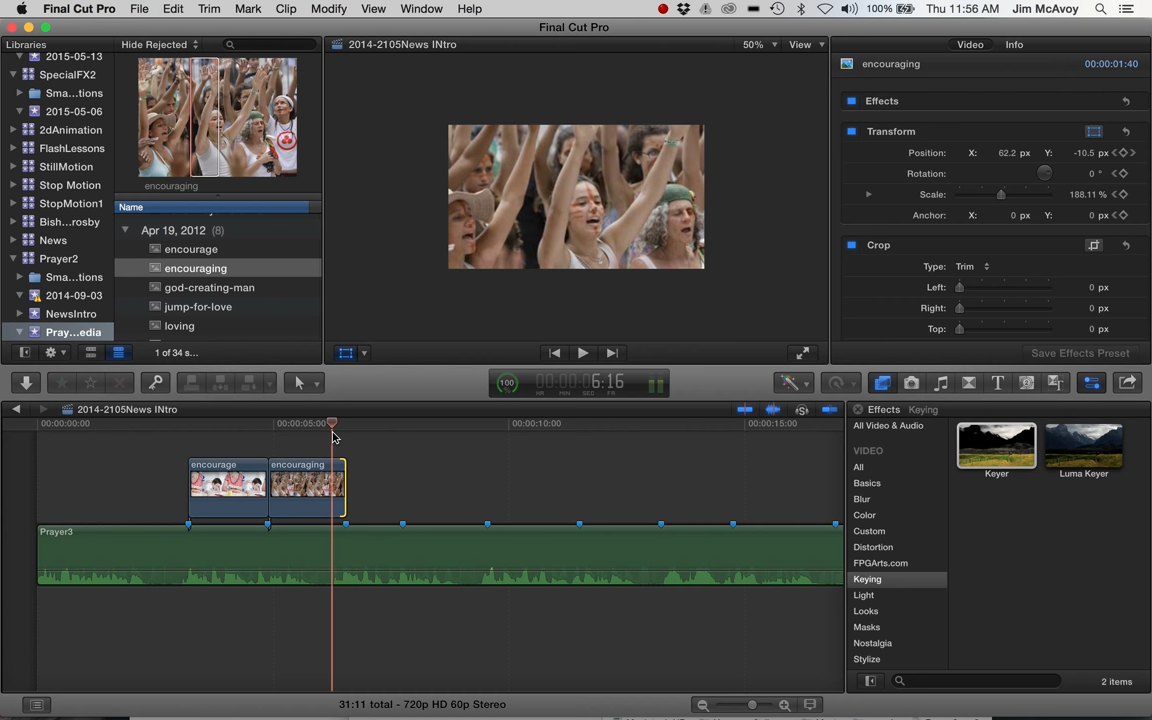 Final Cut Pro File Edit Trim Mark Clip Modify View Window Help 100% Thu 11:56 AM Jim McAvoy
Final Cut Pro
Libraries Hide Rejected 2014-2105News INtro 50% View Video Info
2015-05-13
SpecialFX2
Sma...tions
2015-05-06
2dAnimation
FlashLessons
StillMotion
Stop Motion
StopMotion1
Bish...rosby
News
Prayer2
Sma...tions
2014-09-03
NewsIntro
Pray...edia
encouraging
Name
Apr 19, 2012 (8)
encourage
encouraging
god-creating-man
jump-for-love
loving
1 of 34 s...
encouraging 00:00:01:40
Effects
Transform
Position: X: 62.2 px Y: -10.5 px
Rotation: 0 °
Scale: 188.11 %
Anchor: X: 0 px Y: 0 px
Crop
Type: Trim
Left: 0 px
Right: 0 px
Top: 0 px
Save Effects Preset
100 00:00:06:16
HR MIN SEC FR
2014-2105News INtro
00:00:00:00 00:00:05:00 00:00:10:00 00:00:15:00
encourage encouraging
Prayer3
Effects Keying
All Video & Audio
VIDEO
All
Basics
Blur
Color
Custom
Distortion
FPGArts.com
Keying
Light
Looks
Masks
Nostalgia
Stylize
Keyer Luma Keyer
2 items
31:11 total - 720p HD 60p Stereo